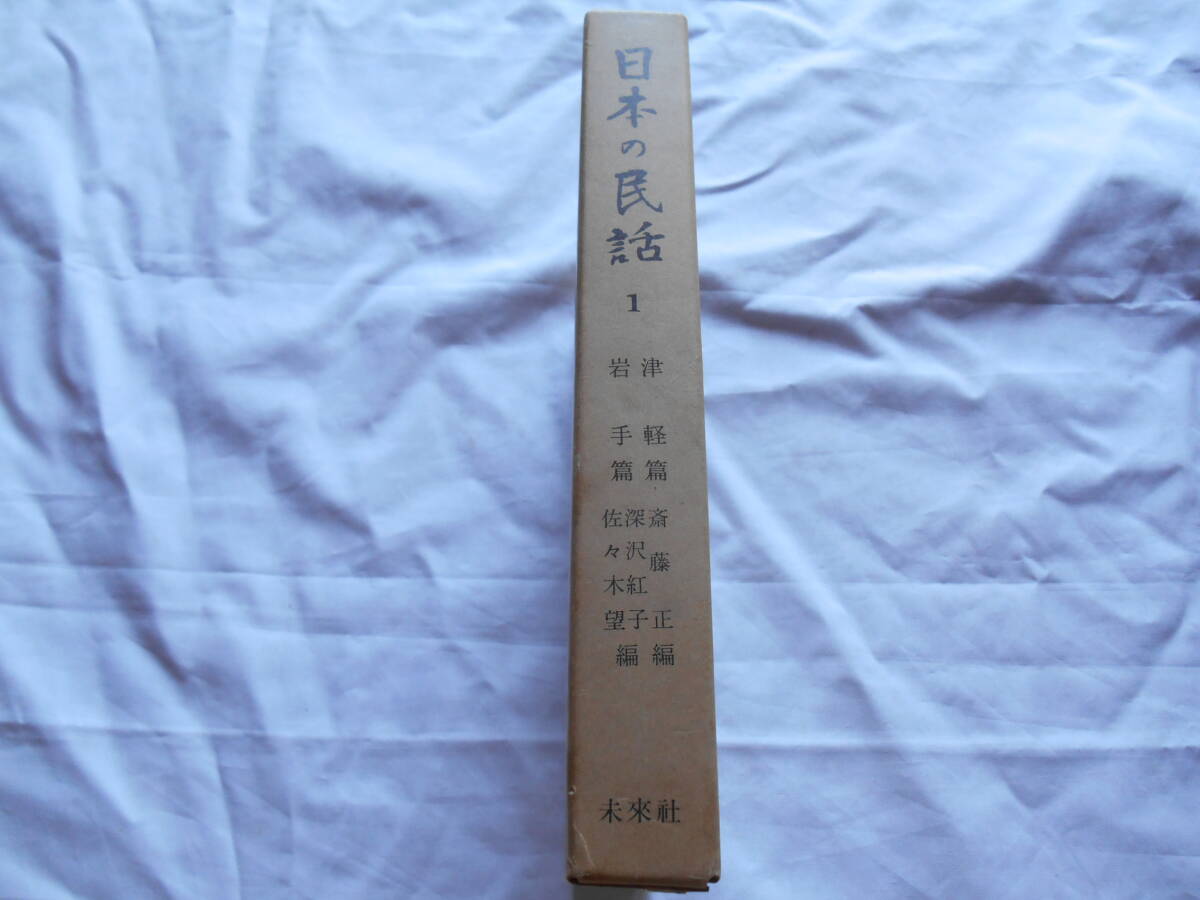 日本の民話
1
津軽篇
斎藤正編
岩手篇
深沢紅子
佐々木望編
未來社